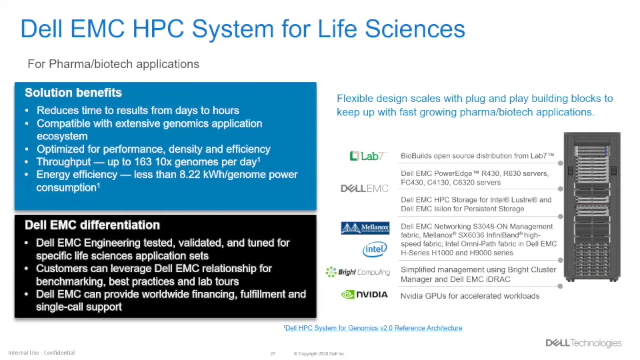 Dell EMC HPC System for Life Sciences
For Pharma/biotech applications
Solution benefits
• Reduces time to results from days to hours
• Compatible with extensive genomics application
ecosystem
• Optimized for performance, density and efficiency
• Throughput — up to 163 10x genomes per day1
• Energy efficiency — less than 8.22 kWh/genome power
consumption1
Dell EMC differentiation
• Dell EMC Engineering tested, validated, and tuned for
specific life sciences application sets
• Customers can leverage Dell EMC relationship for
benchmarking, best practices and lab tours
• Dell EMC can provide worldwide financing, fulfillment and
single-call support
Flexible design scales with plug and play building blocks to
keep up with fast growing pharma/biotech applications.
Lab7
BioBuilds open source distribution from Lab7™
DELLEMC
Dell EMC PowerEdge™ R430, R630 servers,
FC430, C4130, C6320 servers
Dell EMC HPC Storage for Intel® Lustre® and
Dell EMC Isilon for Persistent Storage
Mellanox
intel
Dell EMC Networking S3048-ON Management
fabric, Mellanox® SX6036 InfiniBand® high-
speed fabric; Intel Omni-Path fabric in Dell EMC
H-Series H1000 and H9000 series
Bright Computing
Simplified management using Bright Cluster
Manager and Dell EMC iDRAC
NVIDIA
Nvidia GPUs for accelerated workloads
1Dell HPC System for Genomics v2.0 Reference Architecture
Internal Use - Confidential
27
© Copyright 2018 Dell Inc.
DELLTechnologies